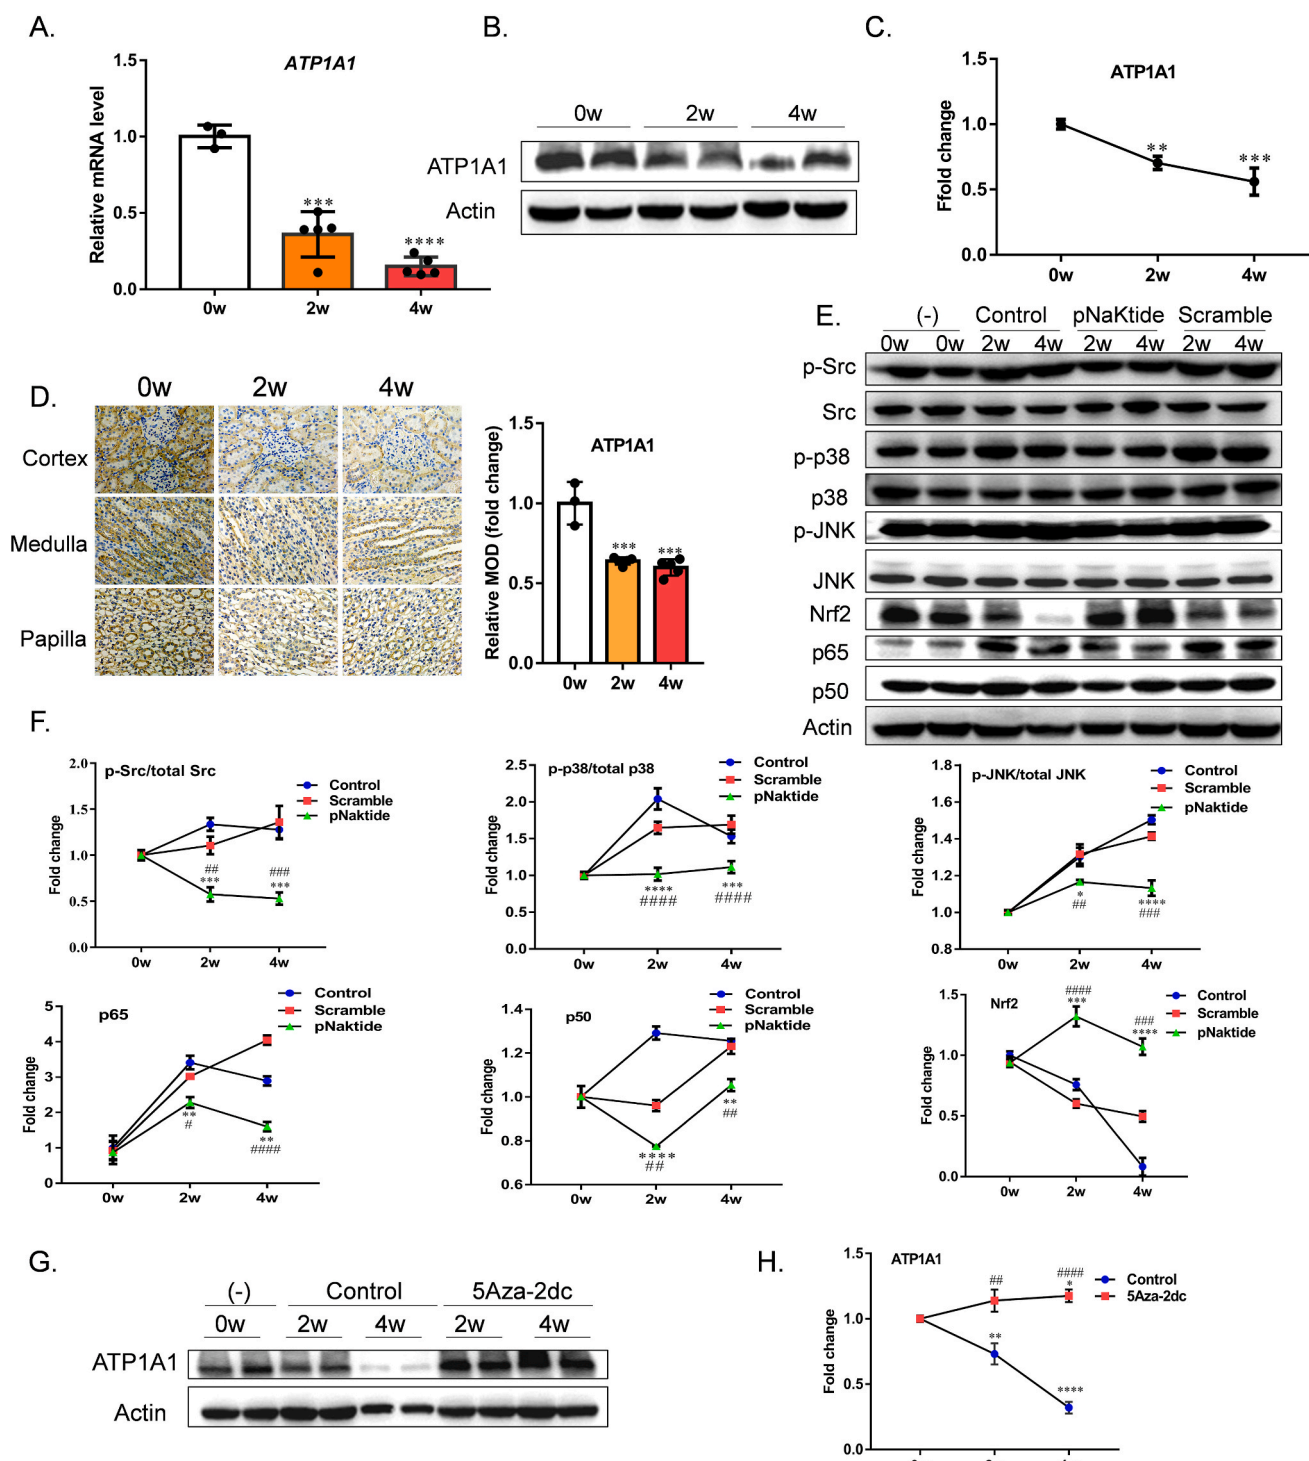 A.
ATP1A1
Relative mRNA level
1.5
1.0
0.5
0.0
***
****
0w
2w
4w
B.
0w
2w
4w
ATP1A1
Actin
C.
ATP1A1
Ffold change
1.5
1.0
0.5
0.0
**
***
0w
2w
4w
D.
0w
2w
4w
Cortex
Medulla
Papilla
ATP1A1
Relative MOD (fold change)
1.5
1.0
0.5
0.0
***
***
0w
2w
4w
E.
(-)
Control
pNaKtide
Scramble
0w
0w
2w
4w
2w
4w
2w
4w
p-Src
Src
p-p38
p38
p-JNK
JNK
Nrf2
p65
p50
Actin
F.
p-Src/total Src
Control
Scramble
pNaktide
Fold change
2.0
1.5
1.0
0.5
0.0
##
***
###
***
0w
2w
4w
p-p38/total p38
Control
Scramble
pNaktide
Fold change
2.5
2.0
1.5
1.0
0.5
0.0
****
####
***
####
0w
2w
4w
p-JNK/total JNK
Control
Scramble
pNaktide
Fold change
1.8
1.6
1.4
1.2
1.0
0.8
*
##
****
###
0w
2w
4w
p65
Control
Scramble
pNaktide
Fold change
5
4
3
2
1
0
**
#
**
####
0w
2w
4w
p50
Control
Scramble
pNaktide
Fold change
1.4
1.2
1.0
0.8
0.6
****
##
**
##
0w
2w
4w
Nrf2
Control
Scramble
pNaktide
Fold change
1.5
1.0
0.5
0.0
####
***
###
****
0w
2w
4w
G.
(-)
Control
5Aza-2dc
0w
2w
4w
2w
4w
ATP1A1
Actin
H.
ATP1A1
Control
5Aza-2dc
Fold change
1.5
1.0
0.5
0.0
##
####
*
**
****